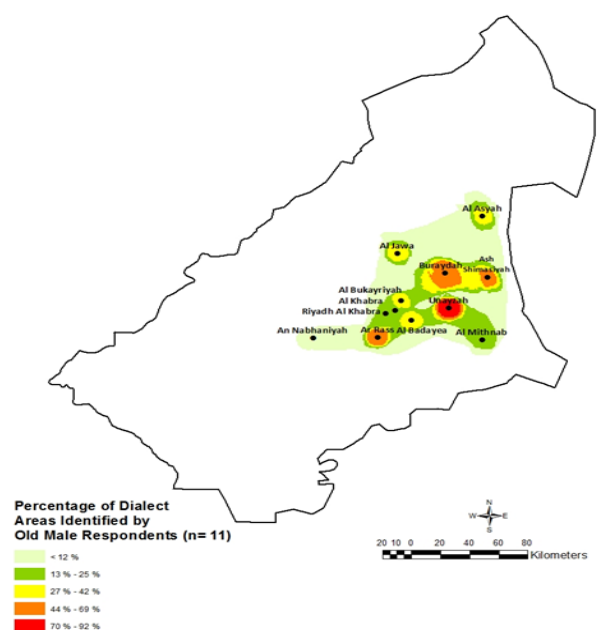 Al Asyah
Al Jawa
Ash
Buraydah
Shimasiyah
Al Bukayriyah
Al Khabra
Unayzah
Riyadh Al Khabra
An Nabhaniyah
Ar Rass
Al Badayea
Al Mithnab
Percentage of Dialect
Areas Identified by
Old Male Respondents (n= 11)
< 12 %
13 % - 25 %
27 % - 42 %
44 % - 69 %
70 % - 92 %
N
W
E
S
20 10 0 20 40 60 80
Kilometers